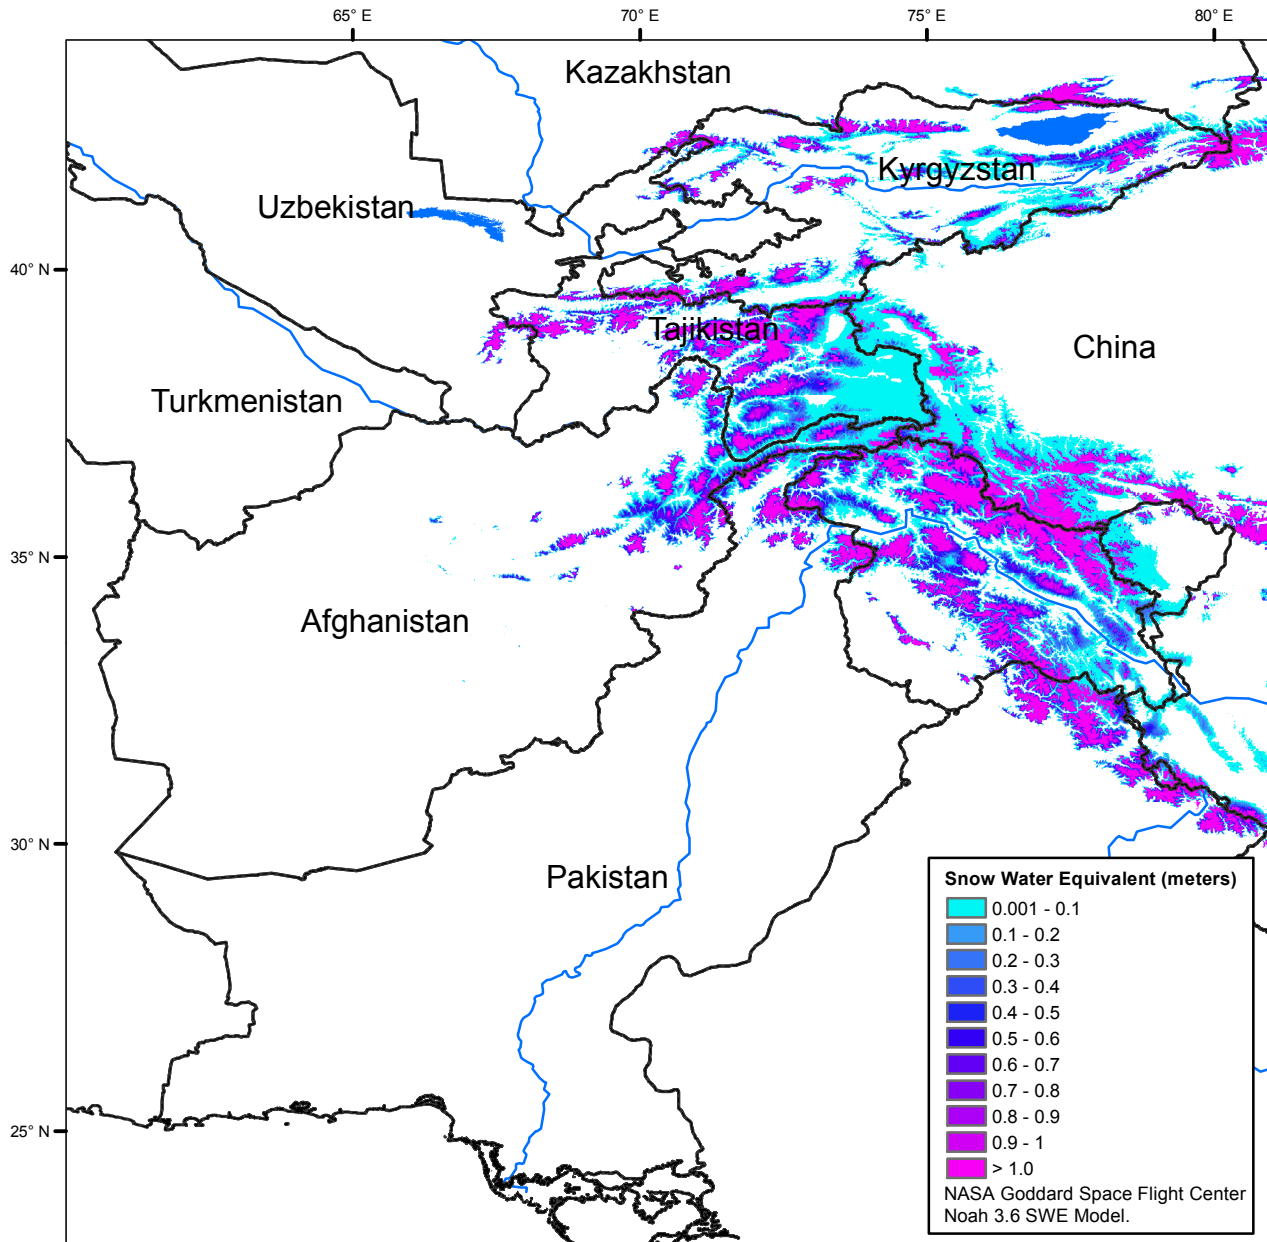 65° E
70° E
75° E
80° E
Kazakhstan
Kyrgyzstan
Uzbekistan
40° N
Tajikistan
China
Turkmenistan
35° N
Afghanistan
30° N
Pakistan
25° N
Snow Water Equivalent (meters)
0.001 - 0.1
0.1 - 0.2
0.2 - 0.3
0.3 - 0.4
0.4 - 0.5
0.5 - 0.6
0.6 - 0.7
0.7 - 0.8
0.8 - 0.9
0.9 - 1
> 1.0
NASA Goddard Space Flight Center
Noah 3.6 SWE Model.